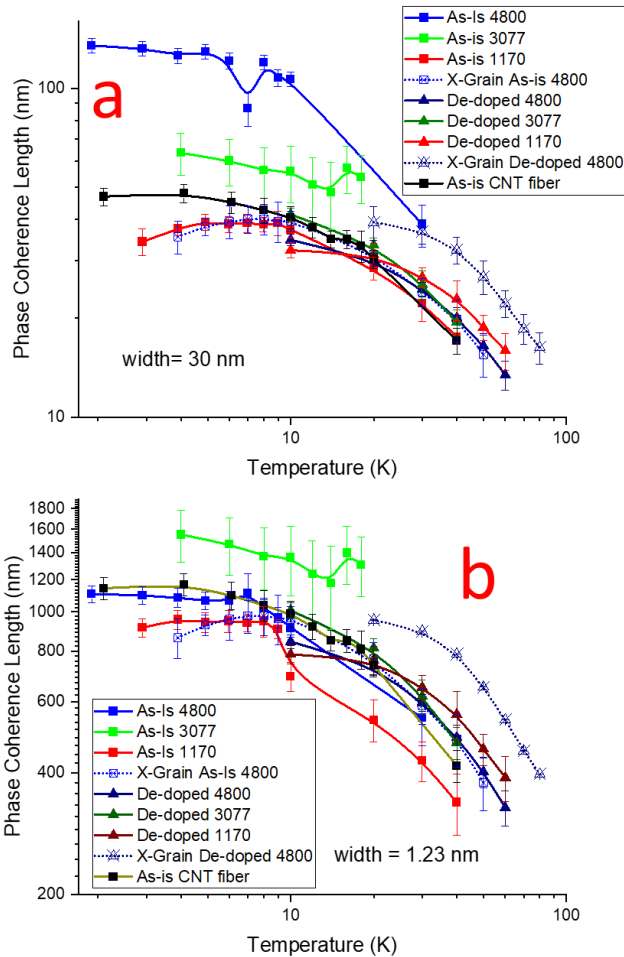 As-Is 4800
As-is 3077
As-is 1170
X-Grain As-is 4800
De-doped 4800
De-doped 3077
De-doped 1170
X-Grain De-doped 4800
As-is CNT fiber
a
100
10
Phase Coherence Length (nm)
width= 30 nm
10
100
Temperature (K)
b
1800
1600
1400
1200
1000
800
600
400
200
Phase Coherence Length (nm)
As-Is 4800
As-Is 3077
As-Is 1170
X-Grain As-Is 4800
De-doped 4800
De-doped 3077
De-doped 1170
X-Grain De-doped 4800
As-is CNT fiber
width = 1.23 nm
10
100
Temperature (K)